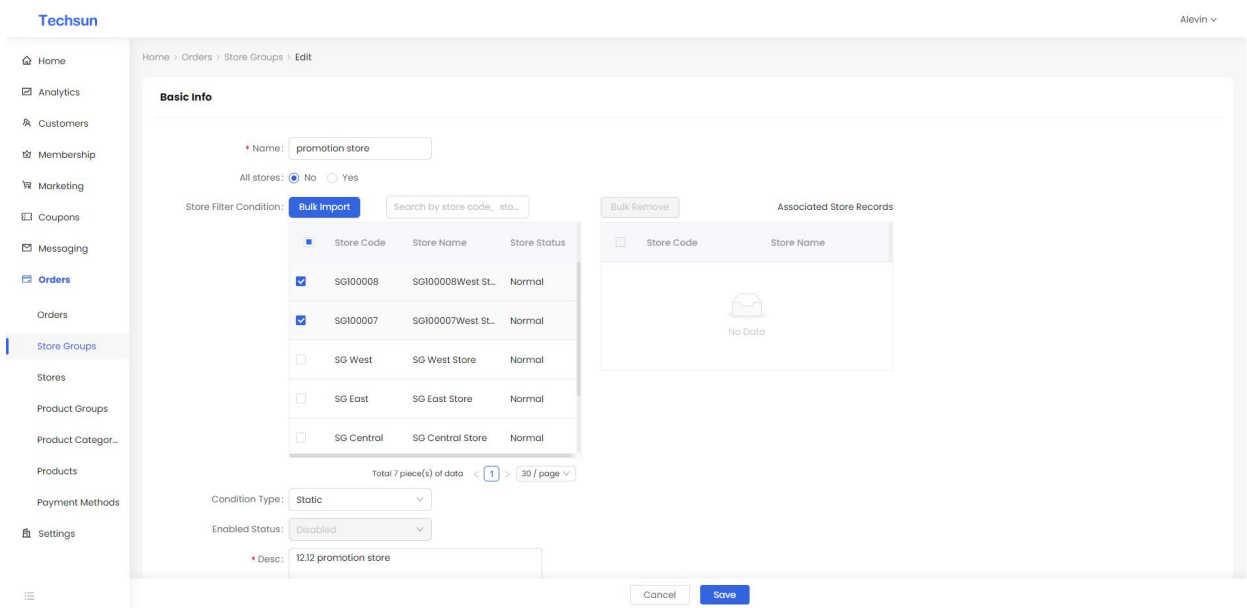 Techsun
Alevin
Home
Analytics
Customers
Membership
Marketing
Coupons
Messaging
Orders
Orders
Store Groups
Stores
Product Groups
Product Categor...
Products
Payment Methods
Settings
Home > Orders > Store Groups > Edit
Basic Info
* Name: promotion store
All stores: No Yes
Store Filter Condition: Bulk Import Search by store code, sto... Bulk Remove Associated Store Records
Store Code Store Name Store Status Store Code Store Name
SG100008 SG100008West St... Normal
SG100007 SG100007West St... Normal
No Data
SG West SG West Store Normal
SG East SG East Store Normal
SG Central SG Central Store Normal
Total 7 piece(s) of data < 1 > 30 / page
Condition Type: Static
Enabled Status: Disabled
* Desc: 12.12 promotion store
Cancel Save